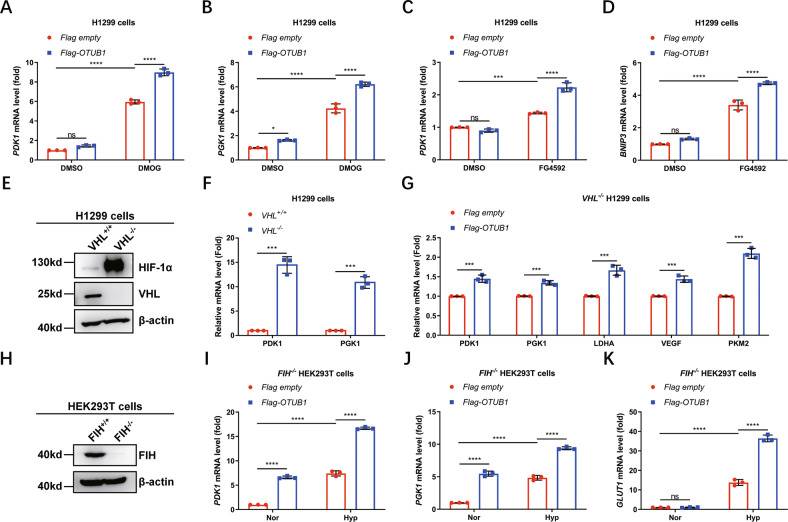 A
H1299 cells
Flag empty
Flag-OTUB1
PDK1 mRNA level (Fold)
10
8
6
4
2
0
ns
****
****
DMSO
DMOG
B
H1299 cells
Flag empty
Flag-OTUB1
PGK1 mRNA level (Fold)
8
6
4
2
0
*
****
****
DMSO
DMOG
C
H1299 cells
Flag empty
Flag-OTUB1
PDK1 mRNA level (Fold)
3
2
1
0
ns
***
****
DMSO
FG4592
D
H1299 cells
Flag empty
Flag-OTUB1
BNIP3 mRNA level (Fold)
6
4
2
0
ns
****
****
DMSO
FG4592
E
H1299 cells
VHL+/+
VHL-/-
130kd
HIF-1α
25kd
VHL
40kd
β-actin
F
H1299 cells
VHL+/+
VHL-/-
Relative mRNA level (Fold)
20
15
10
5
0
***
***
PDK1
PGK1
G
VHL-/- H1299 cells
Flag empty
Flag-OTUB1
Relative mRNA level (Fold)
2.5
2.0
1.5
1.0
0.5
0.0
***
***
***
***
***
PDK1
PGK1
LDHA
VEGF
PKM2
H
HEK293T cells
FIH+/+
FIH-/-
40kd
FIH
40kd
β-actin
I
FIH-/- HEK293T cells
Flag empty
Flag-OTUB1
PDK1 mRNA level (fold)
20
15
10
5
0
****
****
****
Nor
Hyp
J
FIH-/- HEK293T cells
Flag empty
Flag-OTUB1
PGK1 mRNA level (fold)
15
10
5
0
****
****
****
Nor
Hyp
K
FIH-/- HEK293T cells
Flag empty
Flag-OTUB1
GLUT1 mRNA level (fold)
50
40
30
20
10
0
ns
****
****
Nor
Hyp